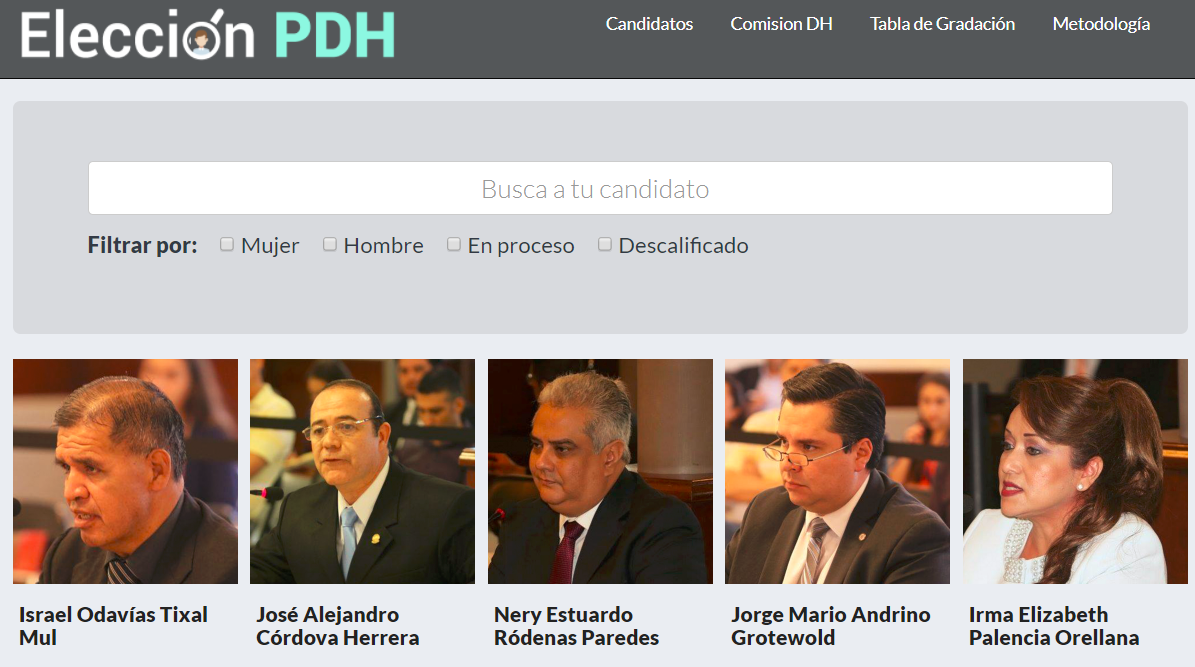 Elección PDH
Candidatos Comision DH Tabla de Gradación Metodología
Busca a tu candidato
Filtrar por: Mujer Hombre En proceso Descalificado
Israel Odavías Tixal
Mul
José Alejandro
Córdova Herrera
Nery Estuardo
Ródenas Paredes
Jorge Mario Andrino
Grotewold
Irma Elizabeth
Palencia Orellana